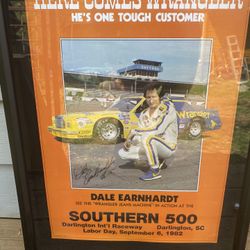 HERE COMES WRANGLER
HE'S ONE TOUGH CUSTOMER
Wrangler
DALE EARNHARDT
SEE THE "WRANGLER JEANS MACHINE" IN ACTION AT THE
SOUTHERN 500
Darlington Int'l Raceway Darlington, SC
Labor Day, September 6, 1982